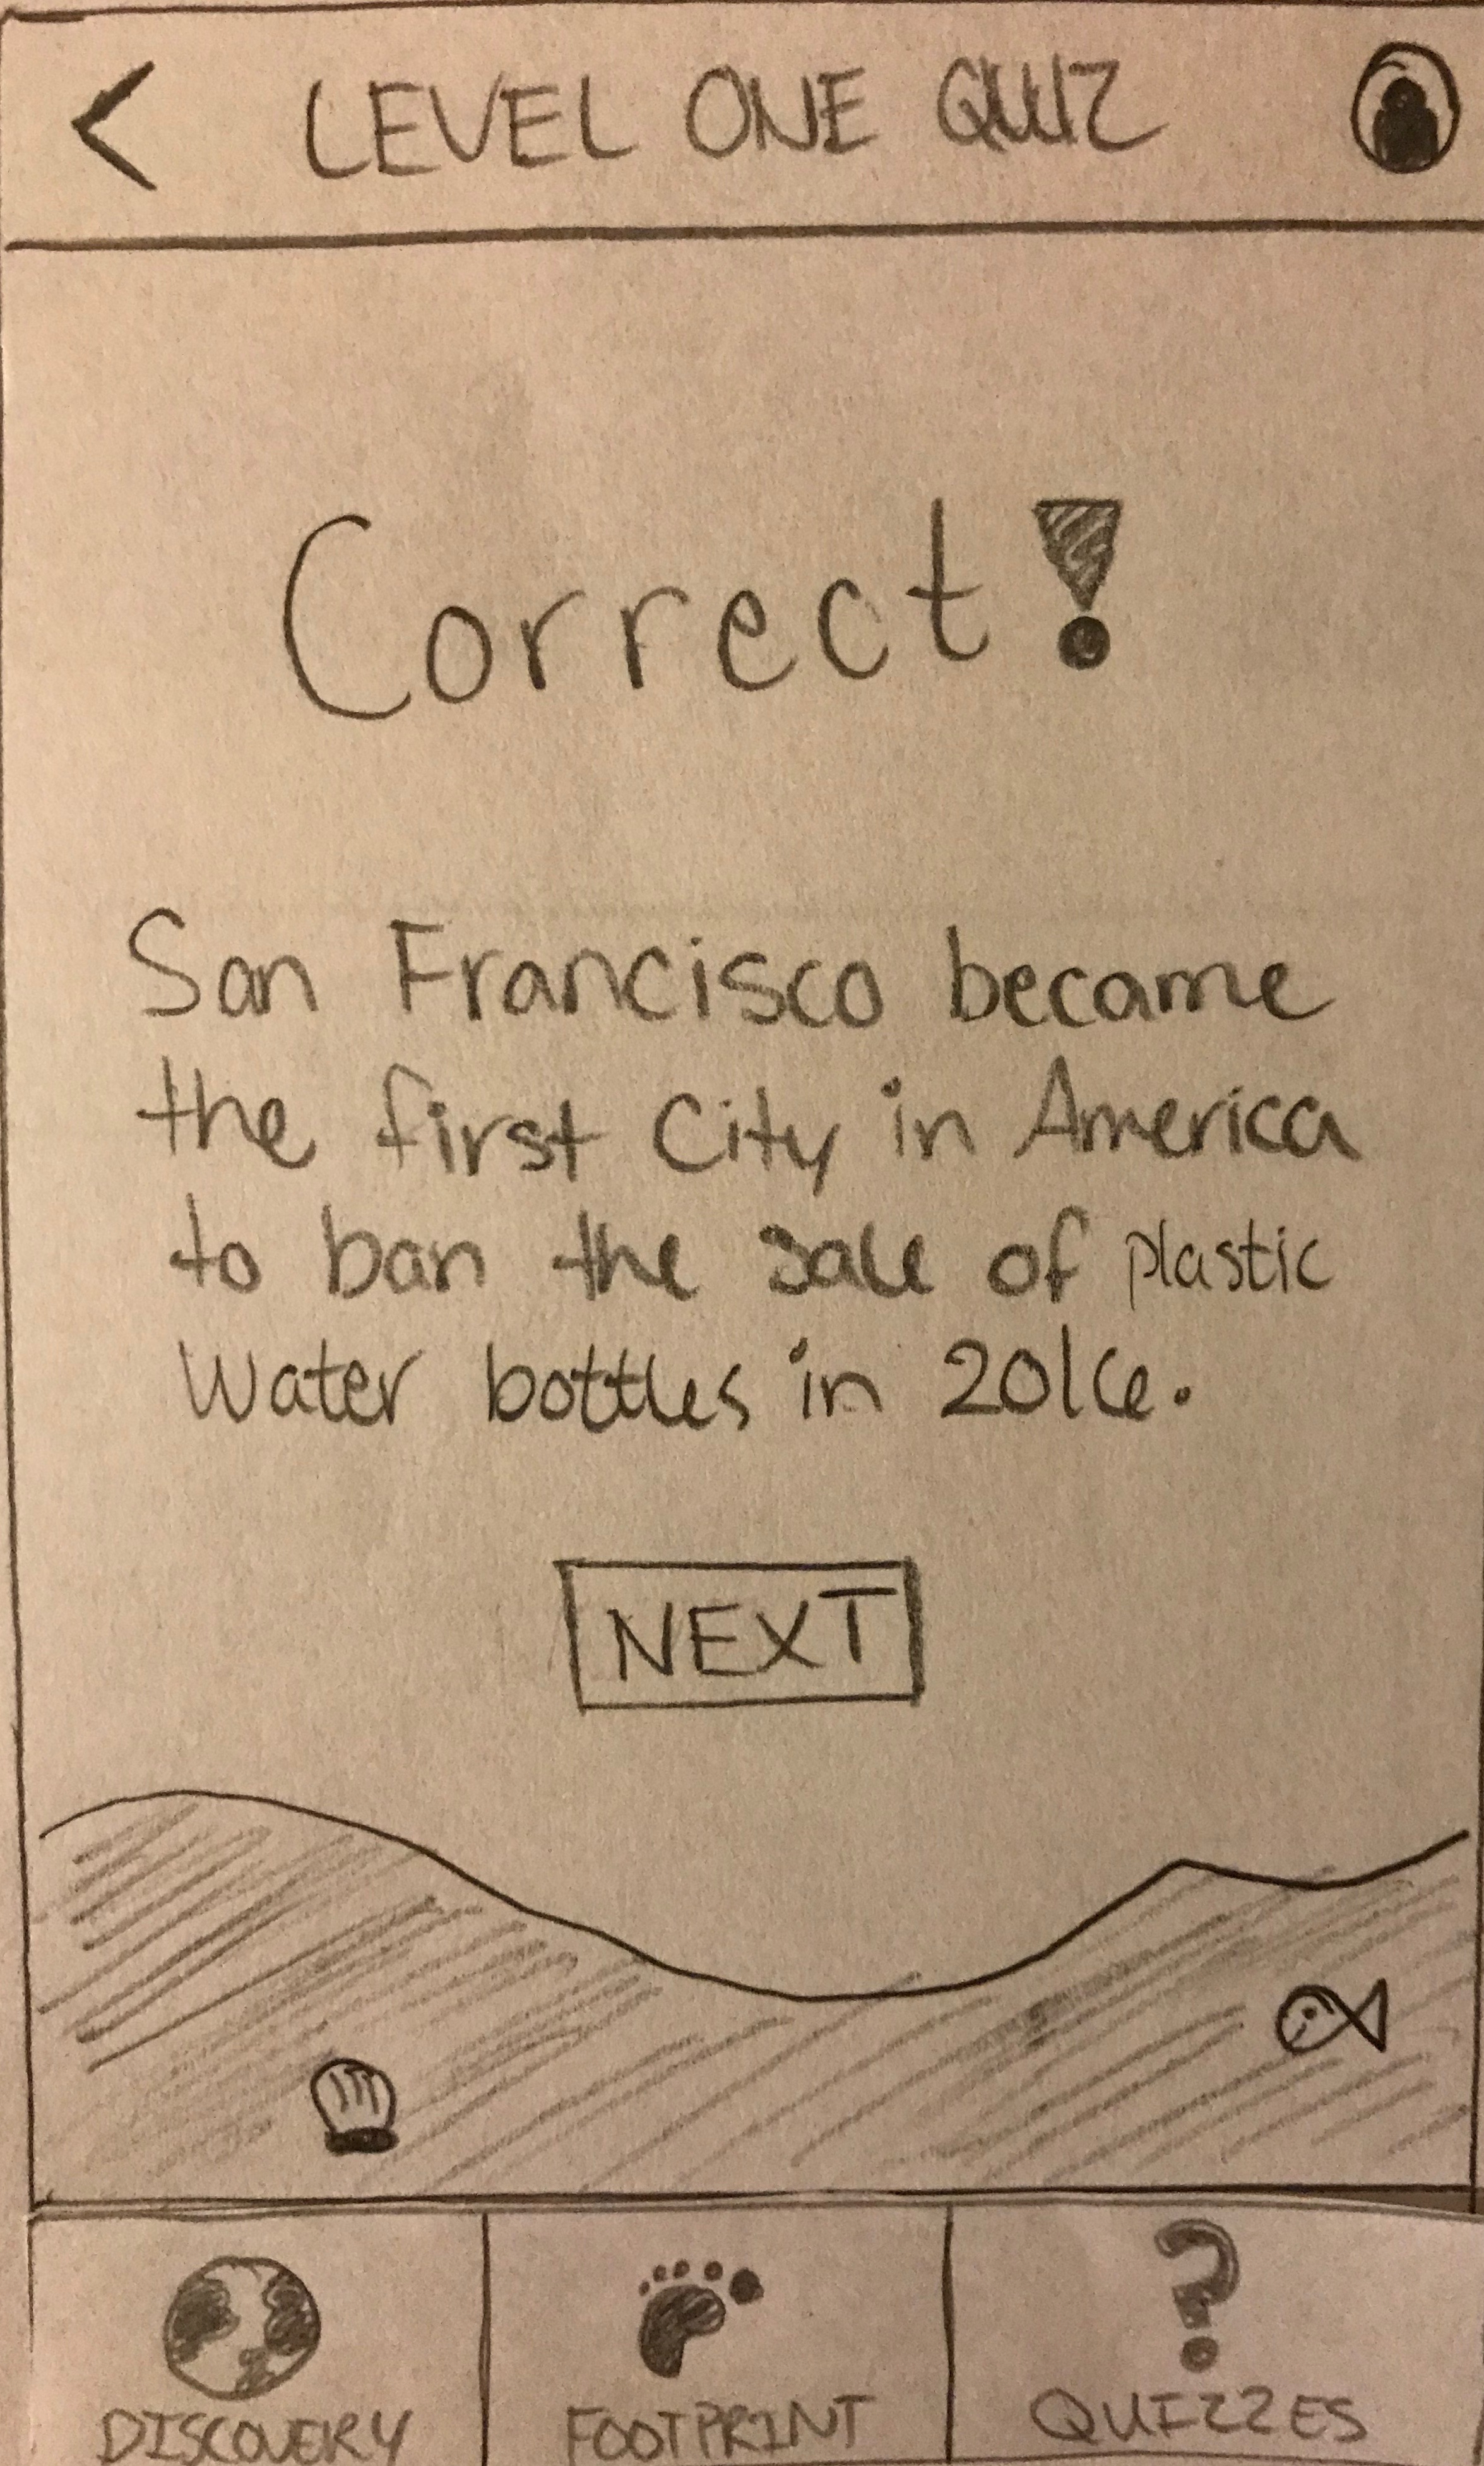 <
LEVEL ONE QUIZ
Correct!
San Francisco became
the first City in America
to ban the sale of plastic
Water bottles in 2016.
NEXT
?
DISCOVERY
FOOTPRINT
QUIZZES